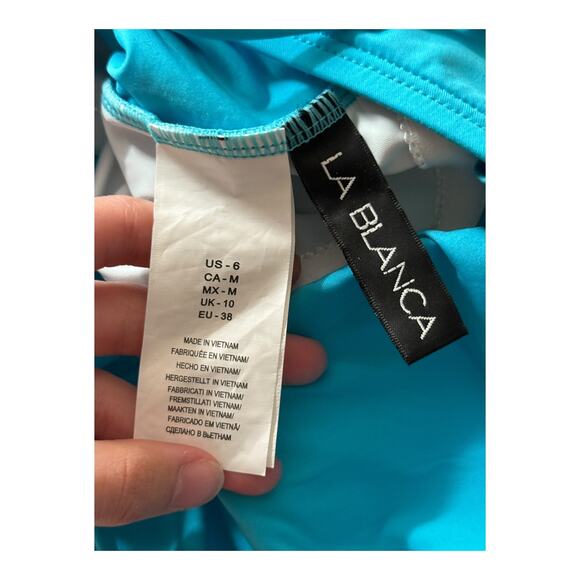 US - 6
CA - M
MX - M
UK - 10
EU - 38
MADE IN VIETNAM
FABRIQUÉE EN VIETNAM/
HECHO EN VIETNAM/
HERGESTELLT IN VIETNAM/
FABBRICATI IN VIETNAM/
FREMSTILLATI VIETNAM/
MAAKTEN IN VIETNAM/
FABRICADO EM VIETNÃ/
СДЕЛАНО В ВЬЕТНАМ
LA BLANCA